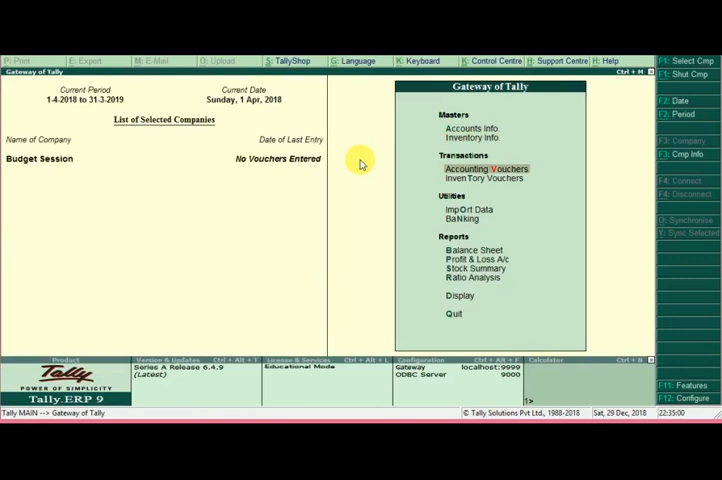 P: Print E: Export M: E-Mail O: Upload S: TallyShop G: Language K: Keyboard K: Control Centre H: Support Centre H: Help
F1: Select Cmp
F1: Shut Cmp
F2: Date
F2: Period
F3: Company
F3: Cmp Info
F4: Connect
F4: Disconnect
O: Synchronise
Y: Sync Selected
F11: Features
F12: Configure
Gateway of Tally Ctrl + M x
Current Period Current Date
1-4-2018 to 31-3-2019 Sunday, 1 Apr, 2018
List of Selected Companies
Name of Company Date of Last Entry
Budget Session No Vouchers Entered
Gateway of Tally
Masters
Accounts Info.
Inventory Info.
Transactions
Accounting Vouchers
InvenTory Vouchers
Utilities
ImpOrt Data
BaNking
Reports
Balance Sheet
Profit & Loss A/c
Stock Summary
Ratio Analysis
Display
Quit
Product
Tally
POWER OF SIMPLICITY
Tally.ERP 9
Version & Updates Ctrl + Alt + T
Series A Release 6.4.9
(Latest)
License & Services Ctrl + Alt + L
Educational Mode
Configuration Ctrl + Alt + F
Gateway localhost:9999
ODBC Server 9000
Calculator Ctrl + N x
1>
Tally MAIN --> Gateway of Tally © Tally Solutions Pvt Ltd., 1988-2018 Sat, 29 Dec, 2018 22:35:00